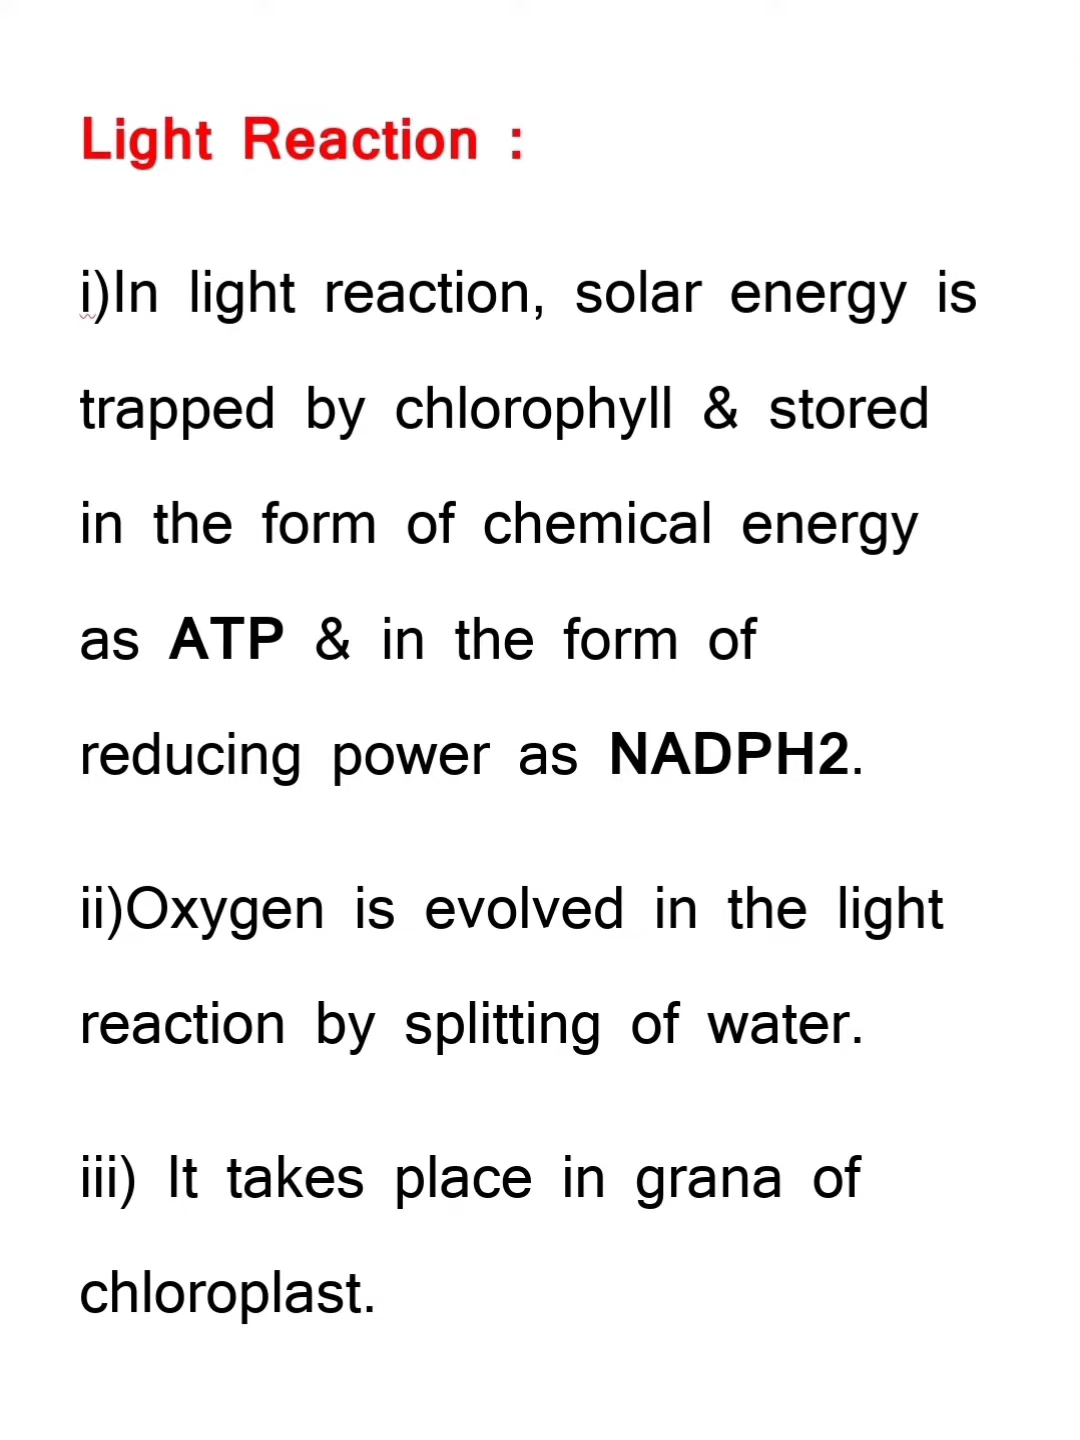 Light Reaction :
i)In light reaction, solar energy is
trapped by chlorophyll & stored
in the form of chemical energy
as ATP & in the form of
reducing power as NADPH2.
ii)Oxygen is evolved in the light
reaction by splitting of water.
iii) It takes place in grana of
chloroplast.